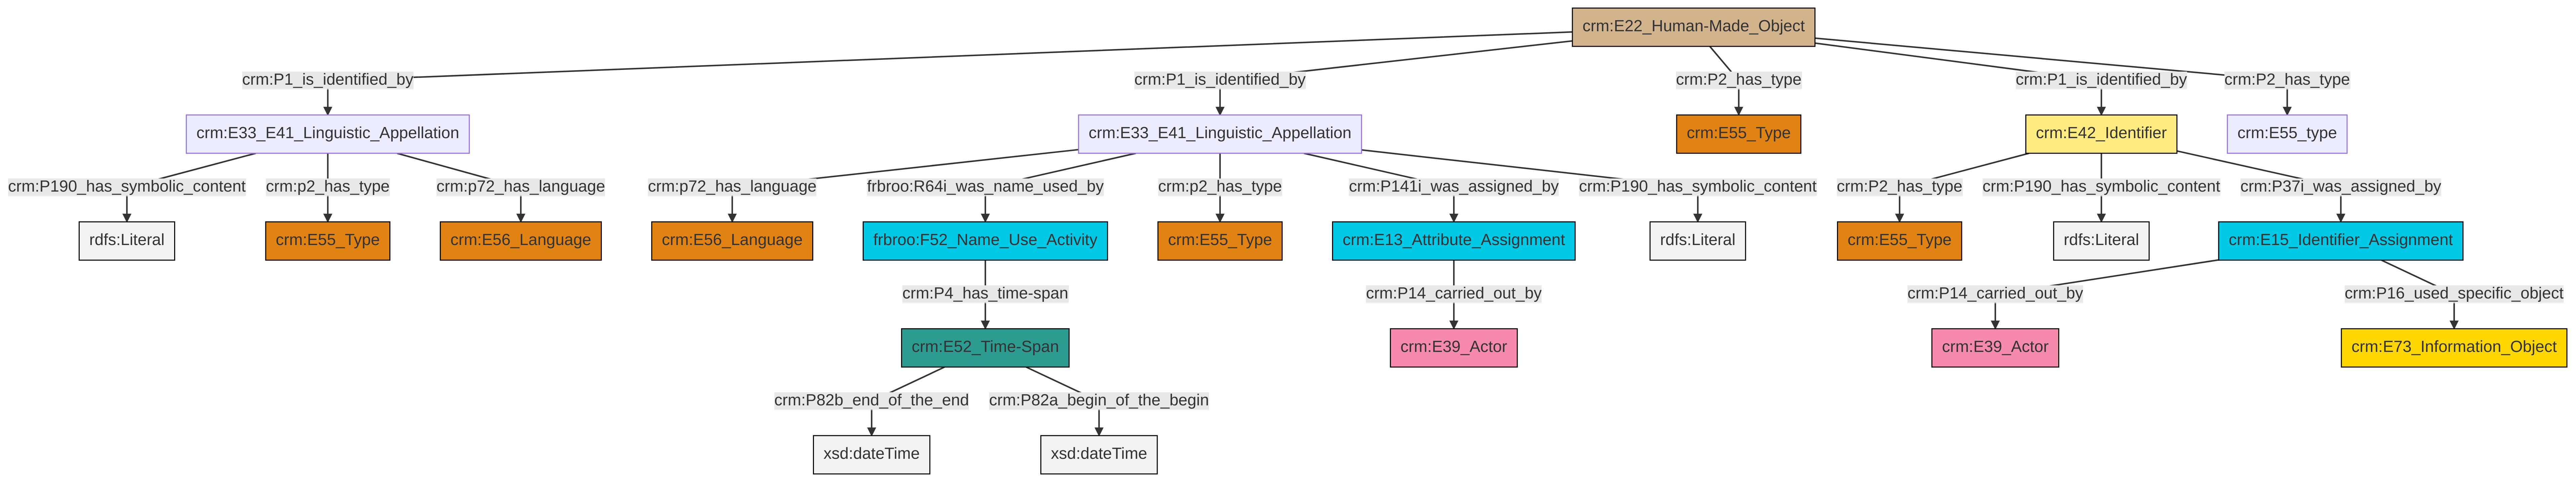 crm:E22_Human-Made_Object
crm:P1_is_identified_by
crm:P1_is_identified_by
crm:P2_has_type
crm:P1_is_identified_by
crm:P2_has_type
crm:E33_E41_Linguistic_Appellation
crm:E33_E41_Linguistic_Appellation
crm:E55_Type
crm:E42_Identifier
crm:E55_type
crm:P190_has_symbolic_content
crm:p2_has_type
crm:p72_has_language
crm:p72_has_language
frbroo:R64i_was_name_used_by
crm:p2_has_type
crm:P141i_was_assigned_by
crm:P190_has_symbolic_content
crm:P2_has_type
crm:P190_has_symbolic_content
crm:P37i_was_assigned_by
rdfs:Literal
crm:E55_Type
crm:E56_Language
crm:E56_Language
frbroo:F52_Name_Use_Activity
crm:E55_Type
crm:E13_Attribute_Assignment
rdfs:Literal
crm:E55_Type
rdfs:Literal
crm:E15_Identifier_Assignment
crm:P4_has_time-span
crm:P14_carried_out_by
crm:P14_carried_out_by
crm:P16_used_specific_object
crm:E52_Time-Span
crm:E39_Actor
crm:E39_Actor
crm:E73_Information_Object
crm:P82b_end_of_the_end
crm:P82a_begin_of_the_begin
xsd:dateTime
xsd:dateTime